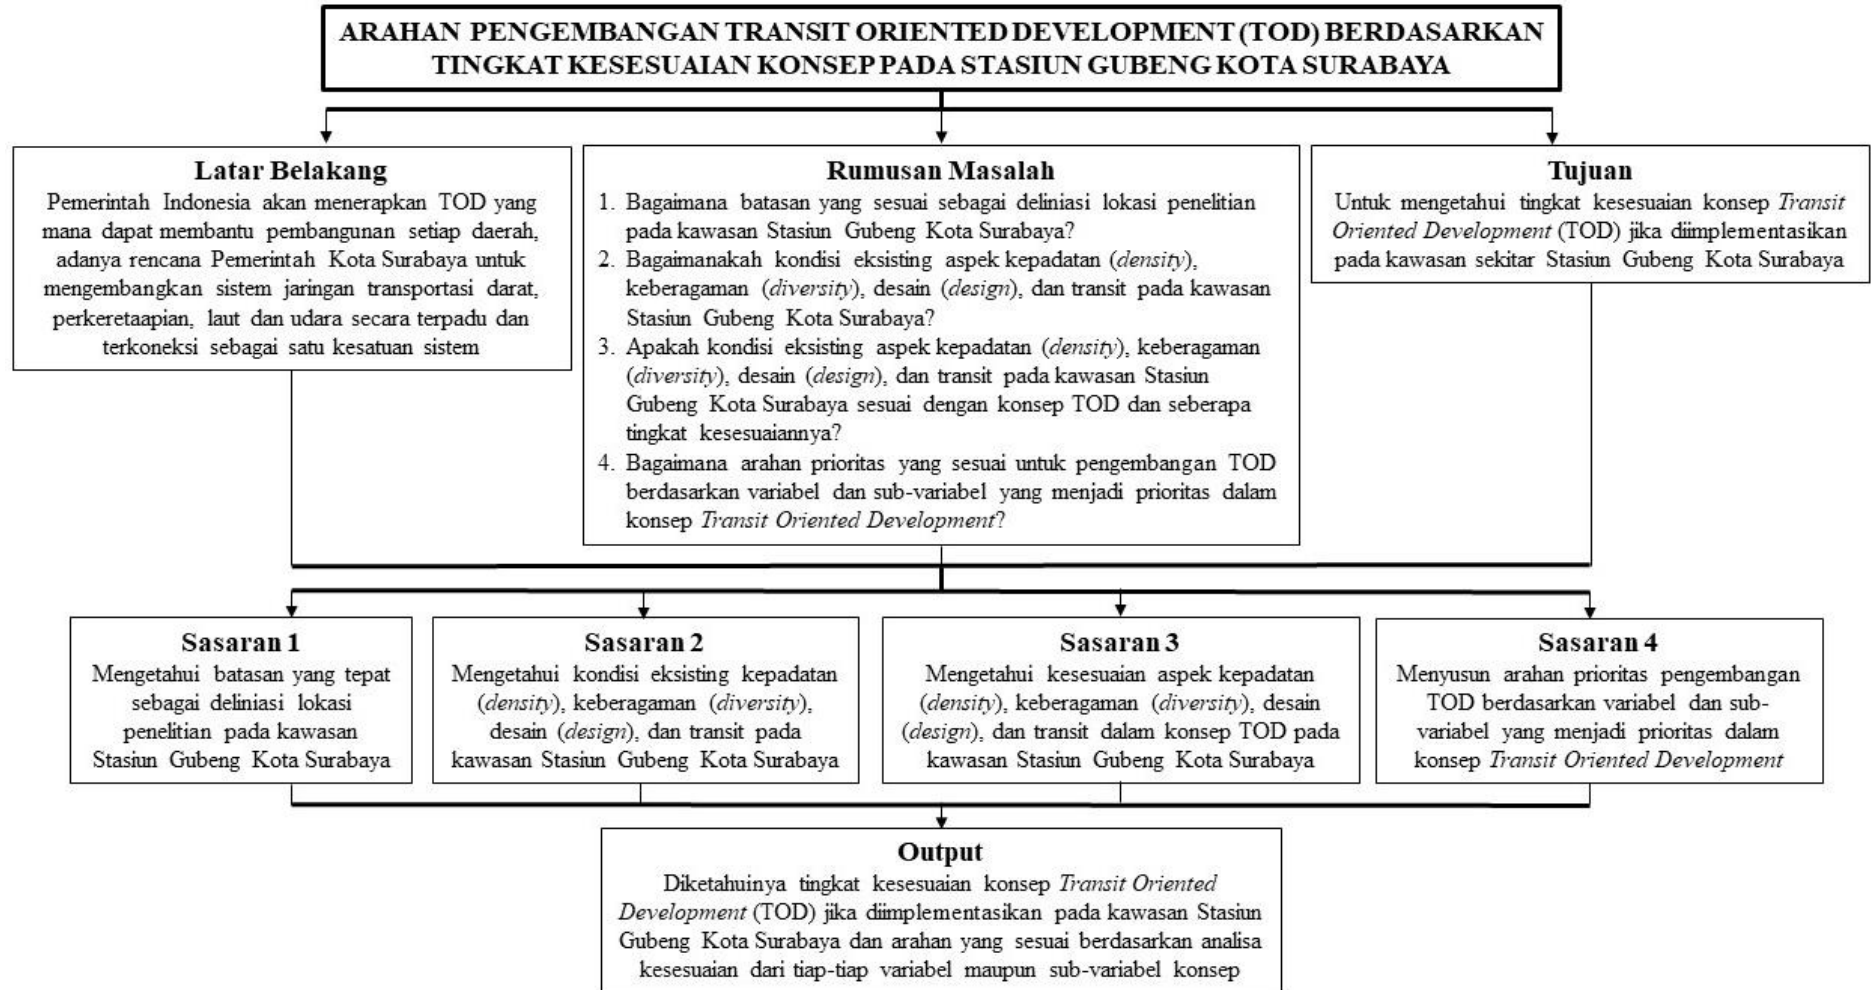 ARAHAN PENGEMBANGAN TRANSIT ORIENTED DEVELOPMENT (TOD) BERDASARKAN
TINGKAT KESESUAIAN KONSEP PADA STASIUN GUBENG KOTA SURABAYA
Latar Belakang
Pemerintah Indonesia akan menerapkan TOD yang
mana dapat membantu pembangunan setiap daerah,
adanya rencana Pemerintah Kota Surabaya untuk
mengembangkan sistem jaringan transportasi darat,
perkeretaapian, laut dan udara secara terpadu dan
terkoneksi sebagai satu kesatuan sistem
Rumusan Masalah
1. Bagaimana batasan yang sesuai sebagai deliniasi lokasi penelitian
pada kawasan Stasiun Gubeng Kota Surabaya?
2. Bagaimanakah kondisi eksisting aspek kepadatan (density),
keberagaman (diversity), desain (design), dan transit pada kawasan
Stasiun Gubeng Kota Surabaya?
3. Apakah kondisi eksisting aspek kepadatan (density), keberagaman
(diversity), desain (design), dan transit pada kawasan Stasiun
Gubeng Kota Surabaya sesuai dengan konsep TOD dan seberapa
tingkat kesesuaiannya?
4. Bagaimana arahan prioritas yang sesuai untuk pengembangan TOD
berdasarkan variabel dan sub-variabel yang menjadi prioritas dalam
konsep Transit Oriented Development?
Tujuan
Untuk mengetahui tingkat kesesuaian konsep Transit
Oriented Development (TOD) jika diimplementasikan
pada kawasan sekitar Stasiun Gubeng Kota Surabaya
Sasaran 1
Mengetahui batasan yang tepat
sebagai deliniasi lokasi
penelitian pada kawasan
Stasiun Gubeng Kota Surabaya
Sasaran 2
Mengetahui kondisi eksisting kepadatan
(density), keberagaman (diversity),
desain (design), dan transit pada
kawasan Stasiun Gubeng Kota Surabaya
Sasaran 3
Mengetahui kesesuaian aspek kepadatan
(density), keberagaman (diversity), desain
(design), dan transit dalam konsep TOD pada
kawasan Stasiun Gubeng Kota Surabaya
Sasaran 4
Menyusun arahan prioritas pengembangan
TOD berdasarkan variabel dan sub-
variabel yang menjadi prioritas dalam
konsep Transit Oriented Development
Output
Diketahuinya tingkat kesesuaian konsep Transit Oriented
Development (TOD) jika diimplementasikan pada kawasan Stasiun
Gubeng Kota Surabaya dan arahan yang sesuai berdasarkan analisa
kesesuaian dari tiap-tiap variabel maupun sub-variabel konsep